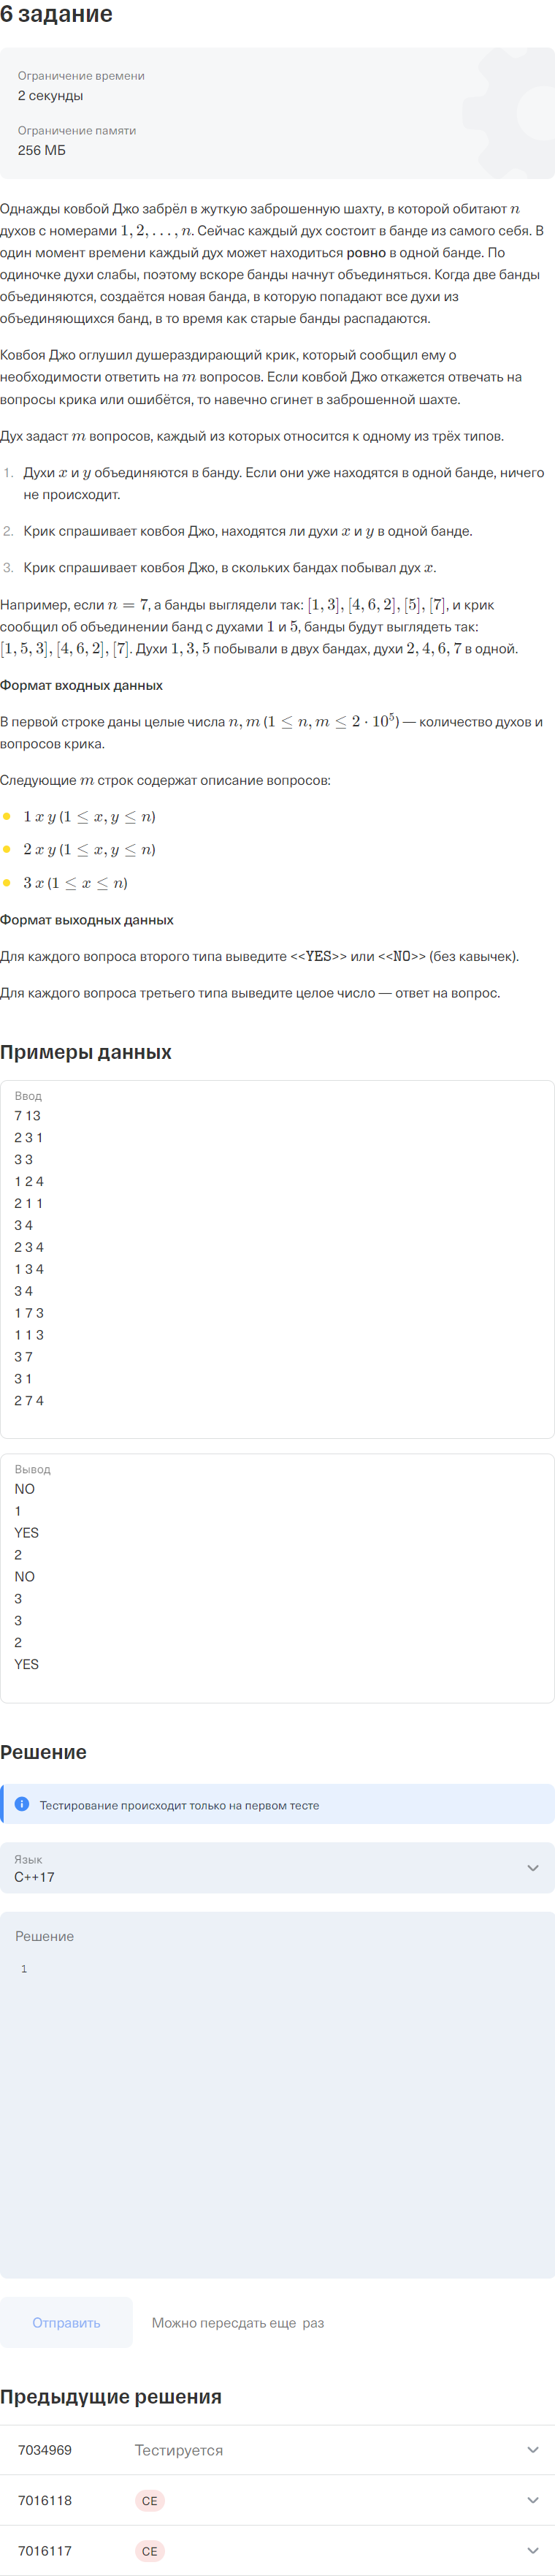 6 задание
Ограничение времени
2 секунды
Ограничение памяти
256 МБ
Однажды ковбой Джо забрёл в жуткую заброшенную шахту, в которой обитают n
духов с номерами 1, 2, . . . , n. Сейчас каждый дух состоит в банде из самого себя. В
один момент времени каждый дух может находиться ровно в одной банде. По
одиночке духи слабы, поэтому вскоре банды начнут объединяться. Когда две банды
объединяются, создаётся новая банда, в которую попадают все духи из
объединяющихся банд, в то время как старые банды распадаются.
Ковбоя Джо оглушил душераздирающий крик, который сообщил ему о
необходимости ответить на m вопросов. Если ковбой Джо откажется отвечать на
вопросы крика или ошибётся, то навечно сгинет в заброшенной шахте.
Дух задаст m вопросов, каждый из которых относится к одному из трёх типов.
1. Духи x и y объединяются в банду. Если они уже находятся в одной банде, ничего
не происходит.
2. Крик спрашивает ковбоя Джо, находятся ли духи x и y в одной банде.
3. Крик спрашивает ковбоя Джо, в скольких бандах побывал дух x.
Например, если n = 7, а банды выглядели так: [1, 3], [4, 6, 2], [5], [7], и крик
сообщил об объединении банд с духами 1 и 5, банды будут выглядеть так:
[1, 5, 3], [4, 6, 2], [7]. Духи 1, 3, 5 побывали в двух бандах, духи 2, 4, 6, 7 в одной.
Формат входных данных
В первой строке даны целые числа n, m (1 ≤ n, m ≤ 2 · 10⁵) — количество духов и
вопросов крика.
Следующие m строк содержат описание вопросов:
• 1 x y (1 ≤ x, y ≤ n)
• 2 x y (1 ≤ x, y ≤ n)
• 3 x (1 ≤ x ≤ n)
Формат выходных данных
Для каждого вопроса второго типа выведите <<YES>> или <<NO>> (без кавычек).
Для каждого вопроса третьего типа выведите целое число — ответ на вопрос.
Примеры данных
Ввод
7 13
2 3 1
3 3
1 2 4
2 1 1
3 4
2 3 4
1 3 4
3 4
1 7 3
1 1 3
3 7
3 1
2 7 4
Вывод
NO
1
YES
2
NO
3
3
2
YES
Решение
Тестирование происходит только на первом тесте
Язык
C++17
Решение
1
Отправить Можно пересдать еще раз
Предыдущие решения
7034969 Тестируется
7016118 CE
7016117 CE